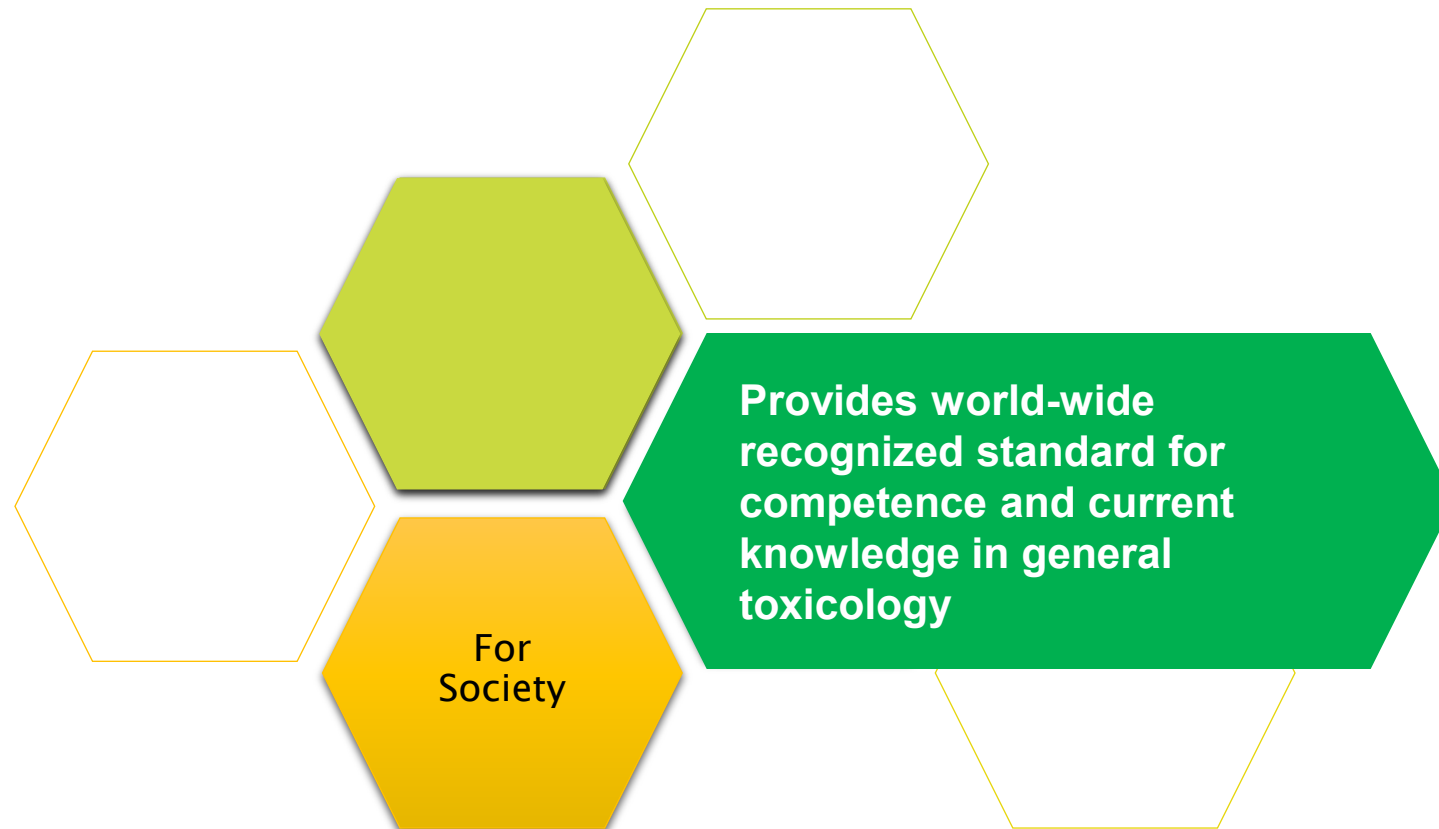 Provides world-wide
recognized standard for
competence and current
knowledge in general
toxicology
For
Society